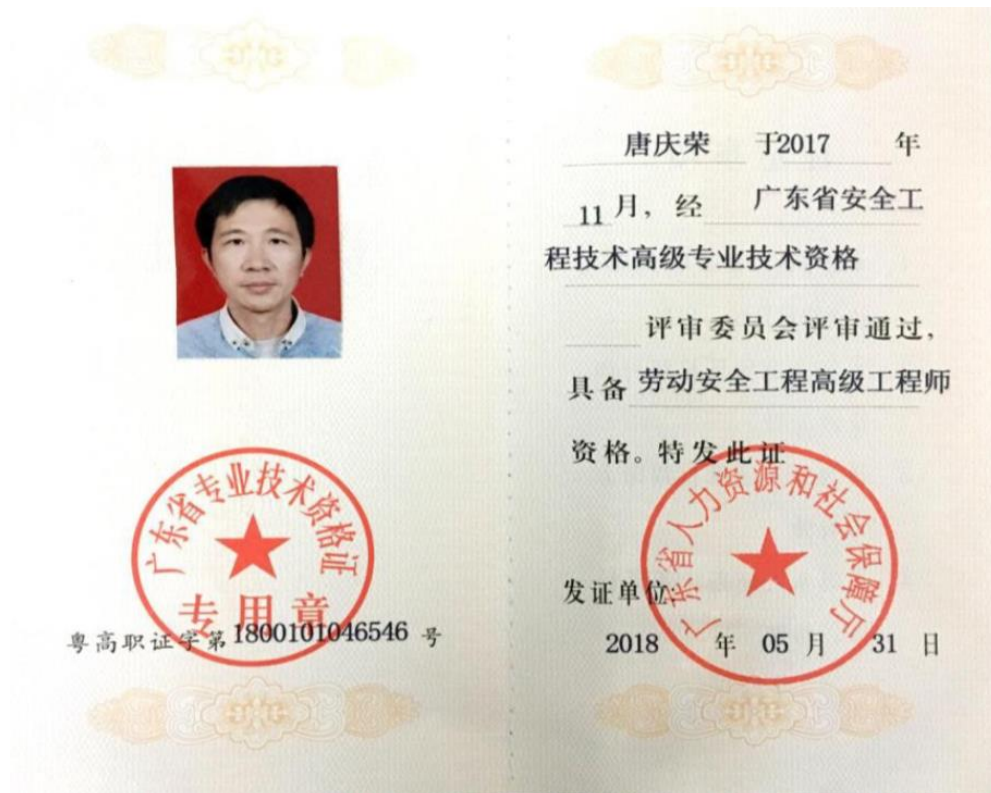 广东省专业技术资格证
专用章
粤高职证字第1800101046546号
唐庆荣 于2017 年
11月，经 广东省安全工
程技术高级专业技术资格
评审委员会评审通过，
具备 劳动安全工程高级工程师
资格。特发此证
广东省人力资源和社会保障厅
发证单位:
2018 年 05 月 31 日